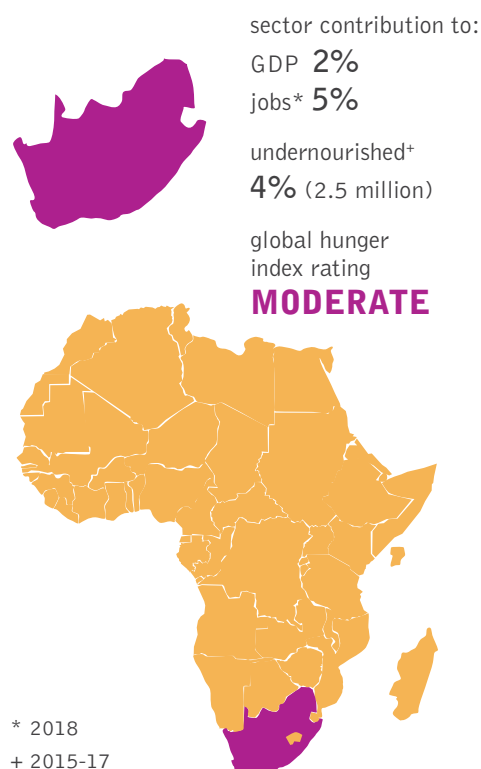 sector contribution to:
GDP 2%
jobs* 5%
undernourished+
4% (2.5 million)
global hunger
index rating
MODERATE
* 2018
+ 2015-17